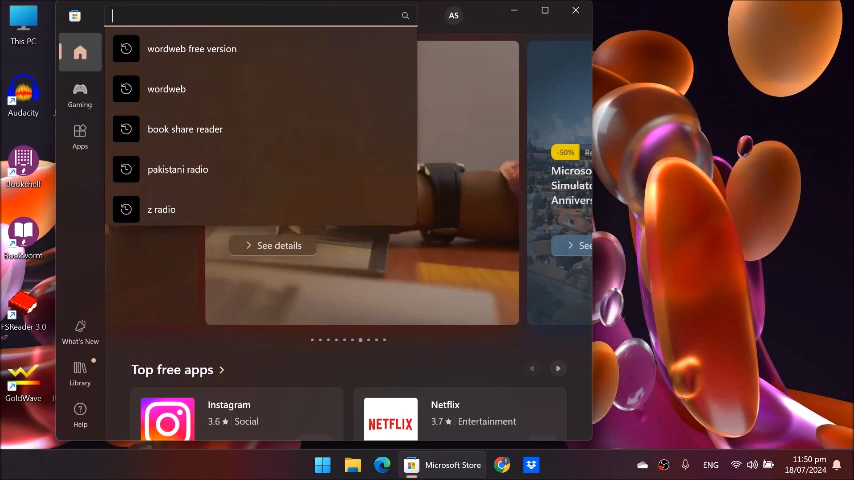 This PC
Audacity
Bookshell
Bookworm
FSReader 3.0
GoldWave
AS
Gaming
Apps
What's New
Library
Help
wordweb free version
wordweb
book share reader
pakistani radio
z radio
See details
-50%
Microso
Simulato
Annivers
See
Top free apps
Instagram
3.6 ★ Social
NETFLIX
Netflix
3.7 ★ Entertainment
Microsoft Store
ENG
11:50 pm
18/07/2024